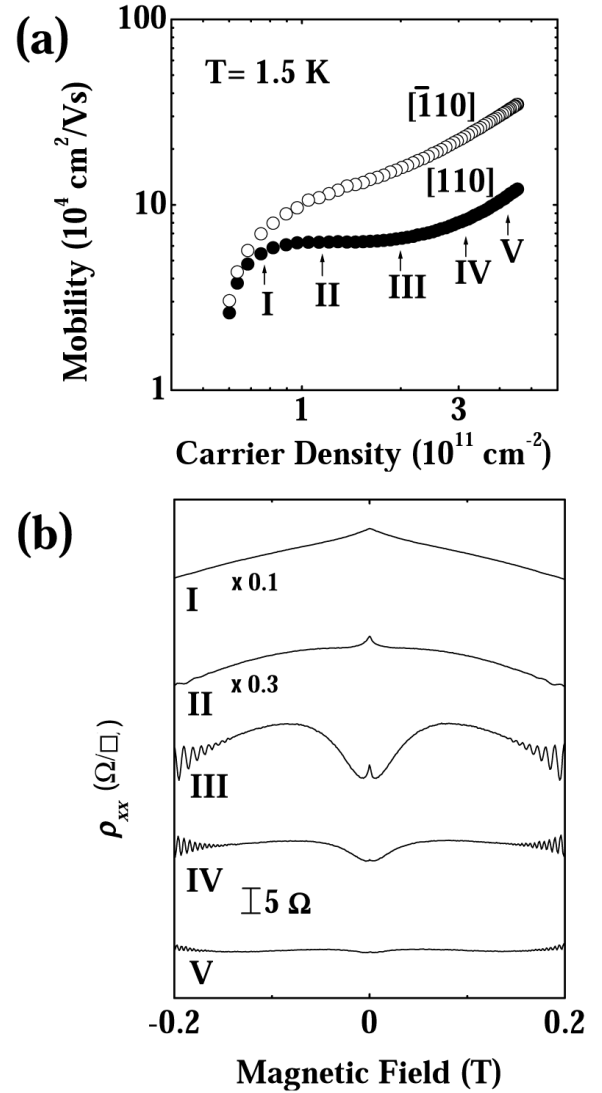 (a)
100
T= 1.5 K
[1̄10]
[110]
10
I
II
III
IV
V
1
1
3
Mobility (10⁴ cm²/Vs)
Carrier Density (10¹¹ cm⁻²)
(b)
I
x 0.1
II
x 0.3
III
IV
5 Ω
V
ρxx (Ω/□)
-0.2
0
0.2
Magnetic Field (T)